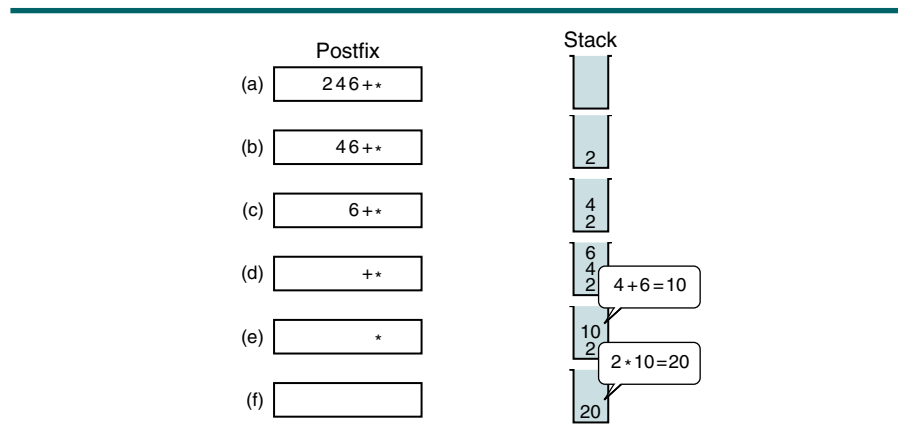 Postfix Stack
(a) 2 4 6 + *
(b) 4 6 + * 2
(c) 6 + * 4
2
(d) + * 6
4
2
4 + 6 = 10
(e) * 10
2
2 * 10 = 20
(f) 20